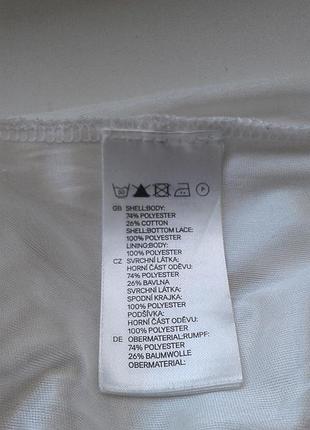 GB SHELL:BODY:
74% POLYESTER
26% COTTON
SHELL:BOTTOM LACE:
100% POLYESTER
LINING:BODY:
100% POLYESTER
CZ SVRCHNÍ LÁTKA:
HORNÍ ČÁST ODĚVU:
74% POLYESTER
26% BAVLNA
SVRCHNÍ LÁTKA:
SPODNÍ KRAJKA:
100% POLYESTER
PODŠÍVKA:
HORNÍ ČÁST ODĚVU:
100% POLYESTER
DE OBERMATERIAL:RUMPF:
74% POLYESTER
26% BAUMWOLLE
OBERMATERIAL: